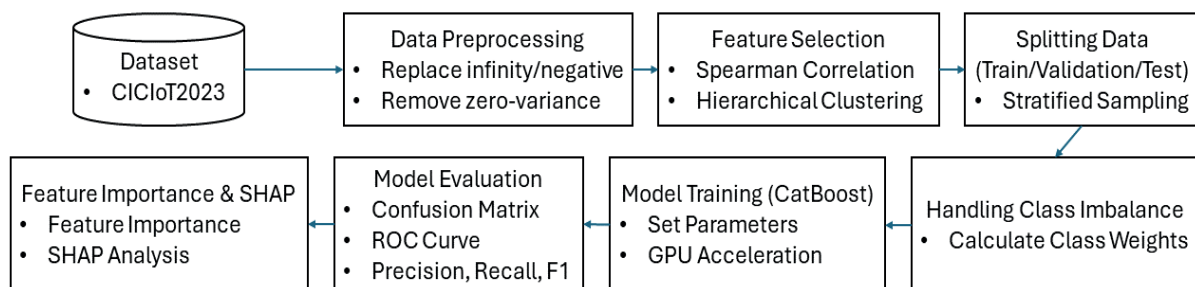 Dataset
• CICIoT2023
Data Preprocessing
• Replace infinity/negative
• Remove zero-variance
Feature Selection
• Spearman Correlation
• Hierarchical Clustering
Splitting Data
(Train/Validation/Test)
• Stratified Sampling
Handling Class Imbalance
• Calculate Class Weights
Model Training (CatBoost)
• Set Parameters
• GPU Acceleration
Model Evaluation
• Confusion Matrix
• ROC Curve
• Precision, Recall, F1
Feature Importance & SHAP
• Feature Importance
• SHAP Analysis